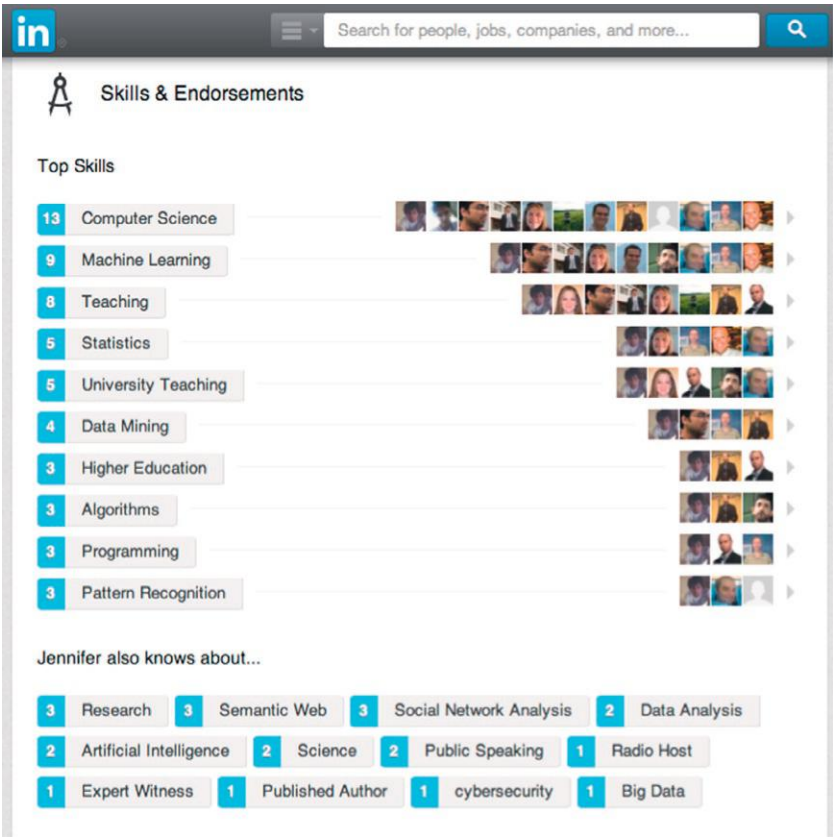 in ®
Search for people, jobs, companies, and more...
Skills & Endorsements
Top Skills
13 Computer Science
9 Machine Learning
8 Teaching
5 Statistics
5 University Teaching
4 Data Mining
3 Higher Education
3 Algorithms
3 Programming
3 Pattern Recognition
Jennifer also knows about...
3 Research 3 Semantic Web 3 Social Network Analysis 2 Data Analysis
2 Artificial Intelligence 2 Science 2 Public Speaking 1 Radio Host
1 Expert Witness 1 Published Author 1 cybersecurity 1 Big Data